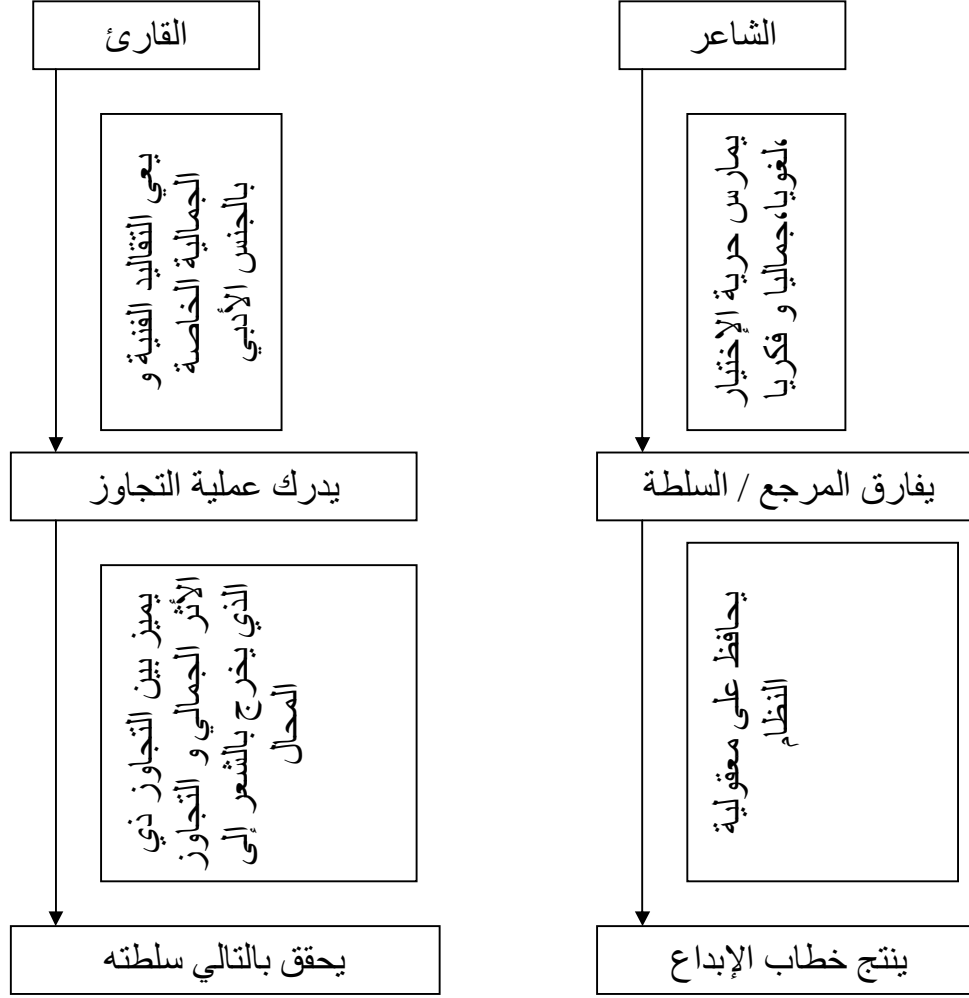 الشاعر
يمارس حرية الإختيار
،لغويا،جماليا و فكريا
يفارق المرجع / السلطة
يحافظ على معقولية
النظام
ينتج خطاب الإبداع
القارئ
يعي التقاليد الفنية و
الجمالية الخاصة
بالجنس الأدبي
يدرك عملية التجاوز
يميز بين التجاوز ذي
الأثر الجمالي و التجاوز
الذي يخرج بالشعر إلى
المحال
يحقق بالتالي سلطته